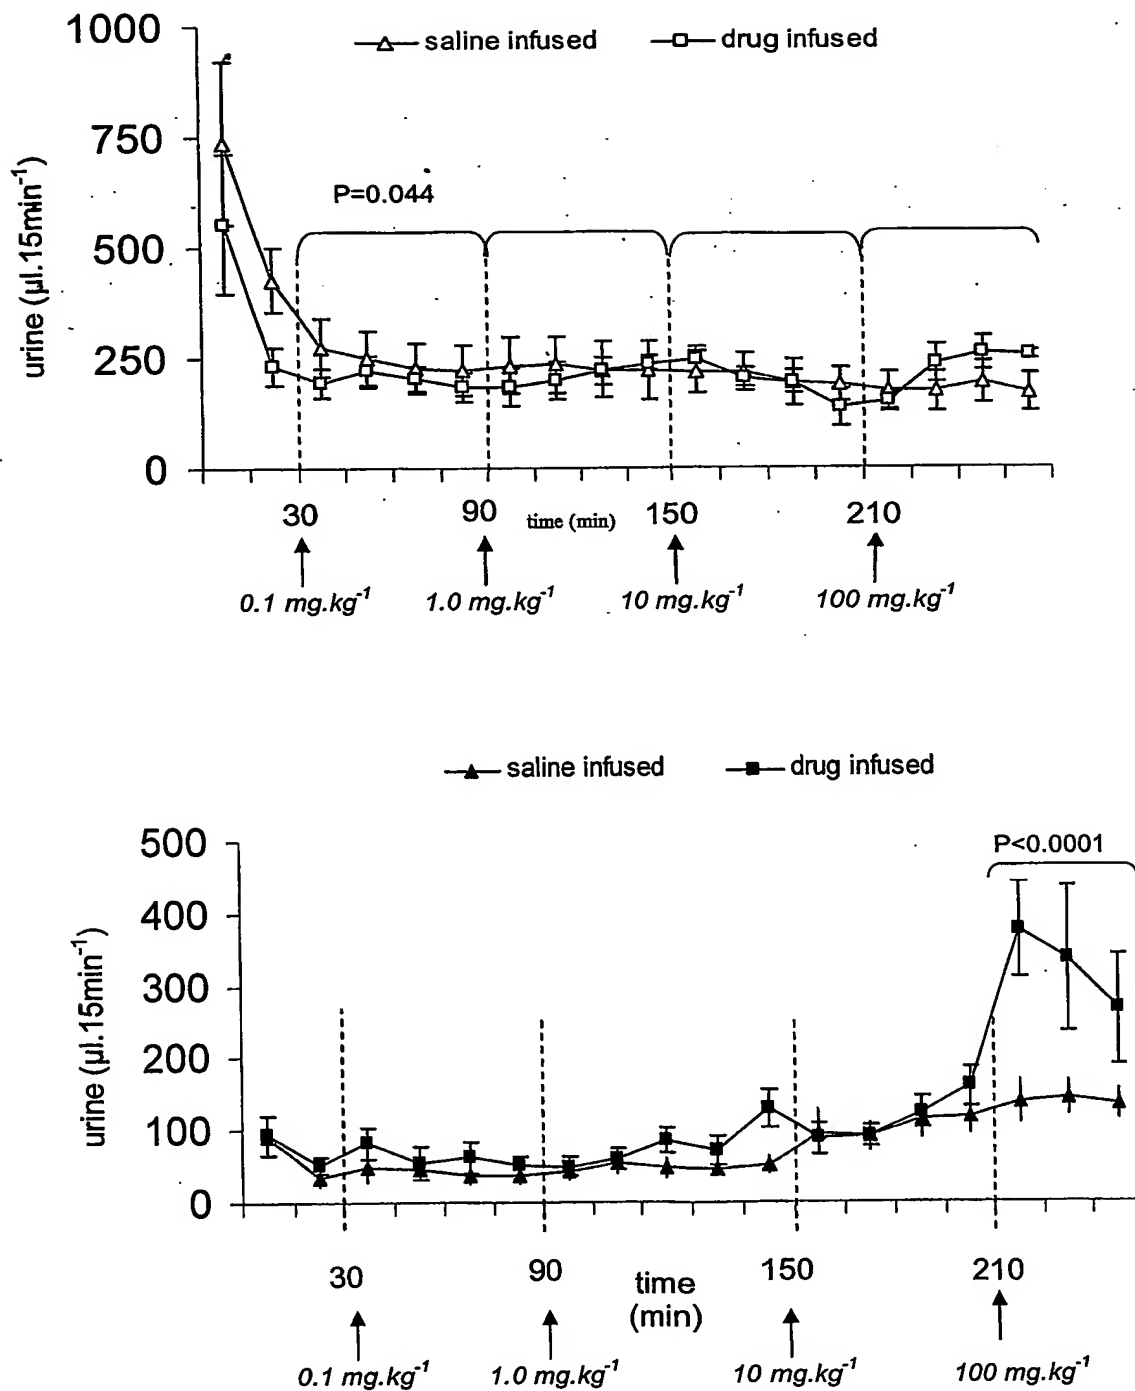 1000
saline infused drug infused
750
P=0.044
500
250
0
urine (µl.15min⁻¹)
30 90 time (min) 150 210
0.1 mg.kg⁻¹ 1.0 mg.kg⁻¹ 10 mg.kg⁻¹ 100 mg.kg⁻¹
saline infused drug infused
500
P<0.0001
400
300
200
100
0
urine (µl.15min⁻¹)
30 90 time 150 210
(min)
0.1 mg.kg⁻¹ 1.0 mg.kg⁻¹ 10 mg.kg⁻¹ 100 mg.kg⁻¹